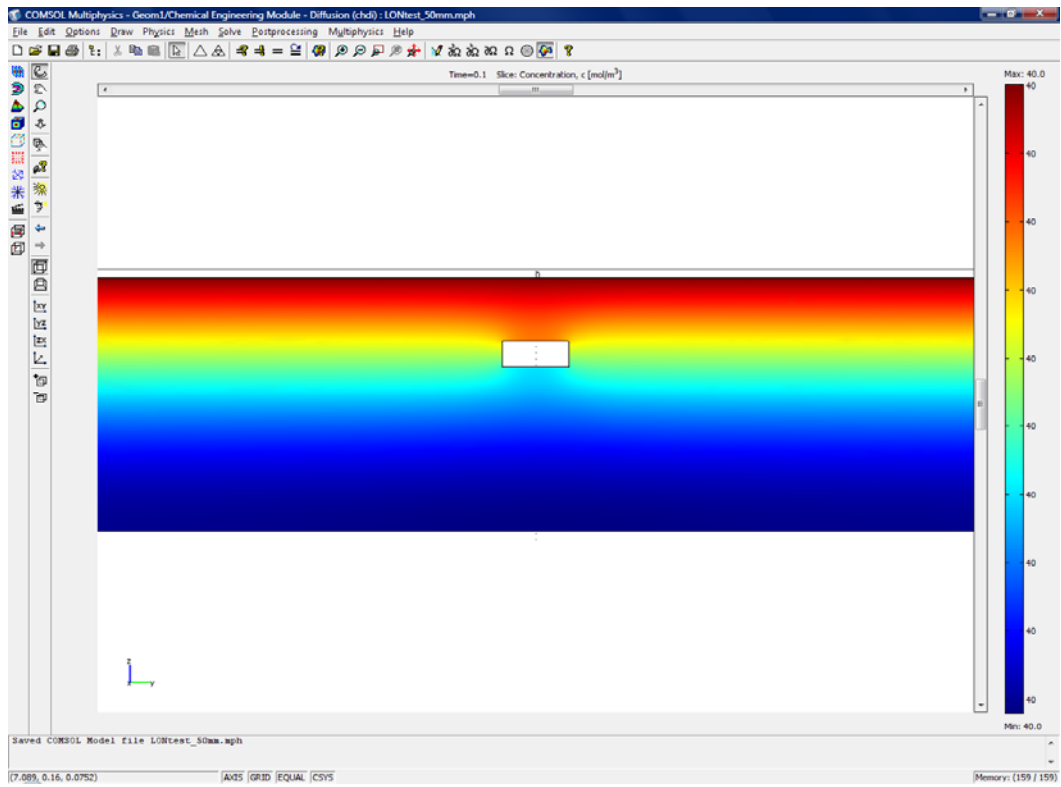 COMSOL Multiphysics - Geom1/Chemical Engineering Module - Diffusion (chdi) : LONtest_50mm.mph
File Edit Options Draw Physics Mesh Solve Postprocessing Multiphysics Help
Time=0.1 Slice: Concentration, c [mol/m³]
Max: 40.0
40
40
40
40
40
40
40
40
40
40
Min: 40.0
xy
yz
zx
z
x y
Saved COMSOL Model file LONtest_50mm.mph
(7.089, 0.16, 0.0752) AXIS GRID EQUAL CSYS Memory: (159 / 159)